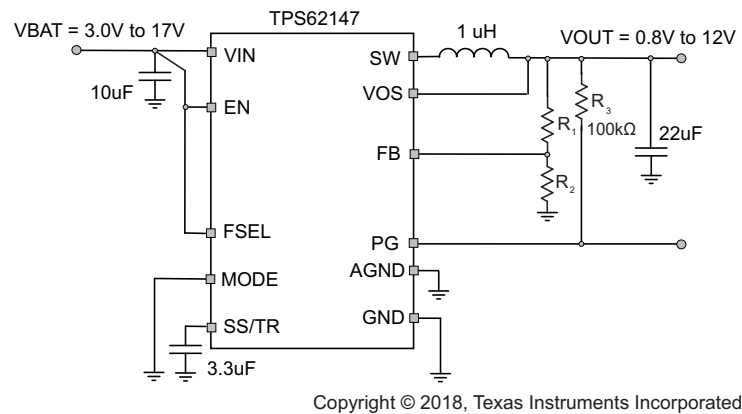 TPS62147
VBAT = 3.0V to 17V
VIN
SW
1 uH
VOUT = 0.8V to 12V
10uF
EN
VOS
R1
R3
100kΩ
22uF
FB
R2
FSEL
PG
MODE
AGND
SS/TR
GND
3.3uF
Copyright © 2018, Texas Instruments Incorporated